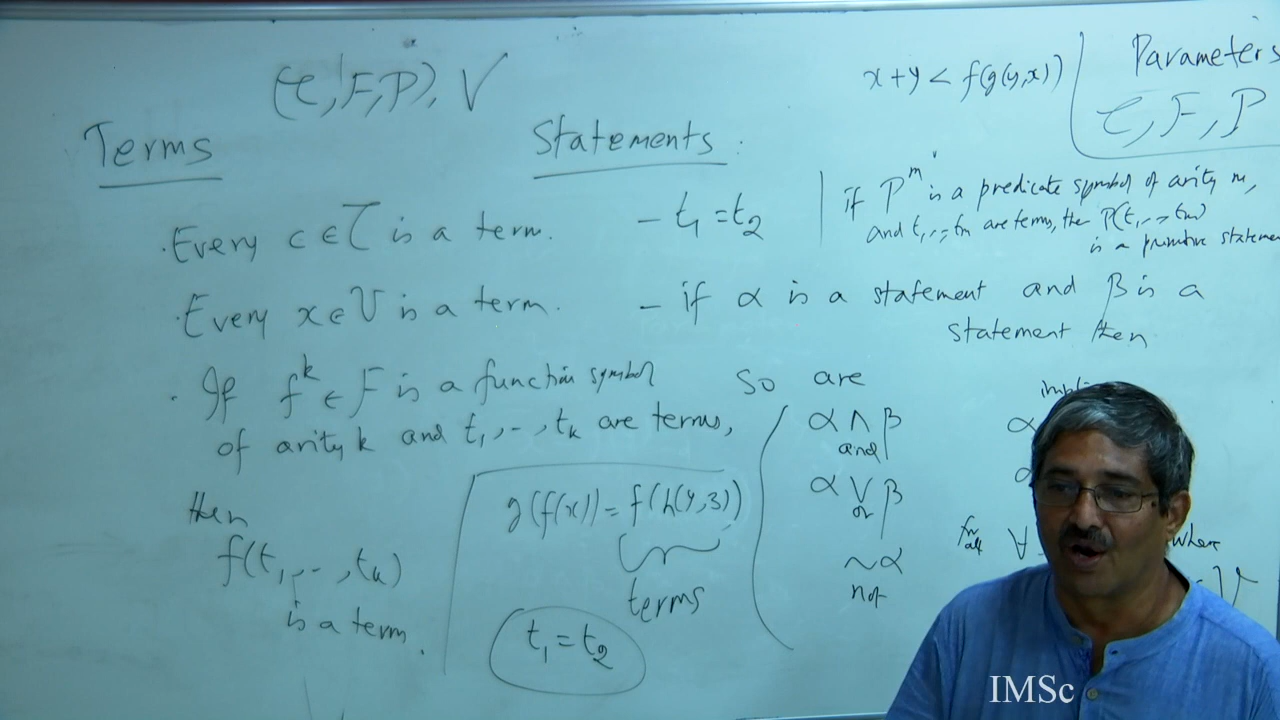 (C, F, P), V
x + y < f(g(y,x))
Parameters
C, F, P
Terms
Statements :
· Every c ∈ C is a term.
· Every x ∈ V is a term.
· If f^k ∈ F is a function symbol
of arity k and t₁, -- , tₖ are terms,
then
f(t₁, -- , tₖ)
is a term.
g(f(x)) = f(h(y,3))
terms
t₁ = t₂
- t₁ = t₂
if P^m is a predicate symbol of arity m,
and t₁, .., tm are terms, then P(t₁, .., tm)
is a primitive statement
- if α is a statement and β is a
statement then
so are
α ∧ β
and
α ∨ β
or
~α
not
α
for all ∀
where
V
IMSc